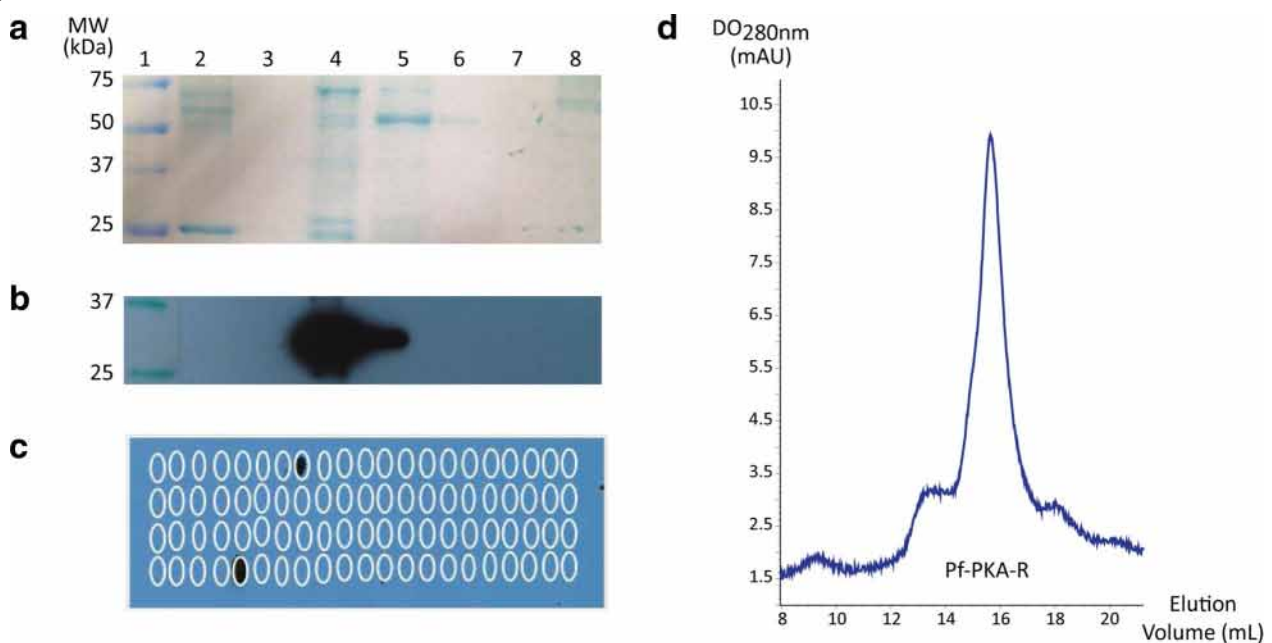 a
MW
(kDa)
1 2 3 4 5 6 7 8
75
50
37
25
b
37
25
c
d
DO280nm
(mAU)
10.5
9.5
8.5
7.5
6.5
5.5
4.5
3.5
2.5
1.5
Pf-PKA-R
8 10 12 14 16 18 20
Elution
Volume (mL)